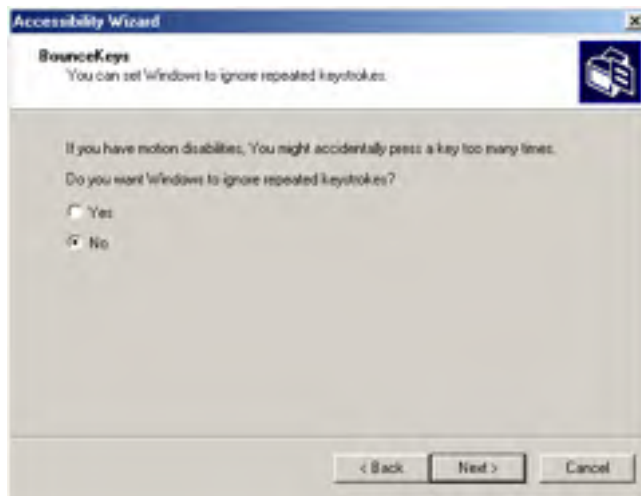 Accessibility Wizard
BounceKeys
You can set Windows to ignore repeated keystrokes.
If you have motion disabilities, You might accidentally press a key too many times.
Do you want Windows to ignore repeated keystrokes?
Yes
No
< Back Next > Cancel